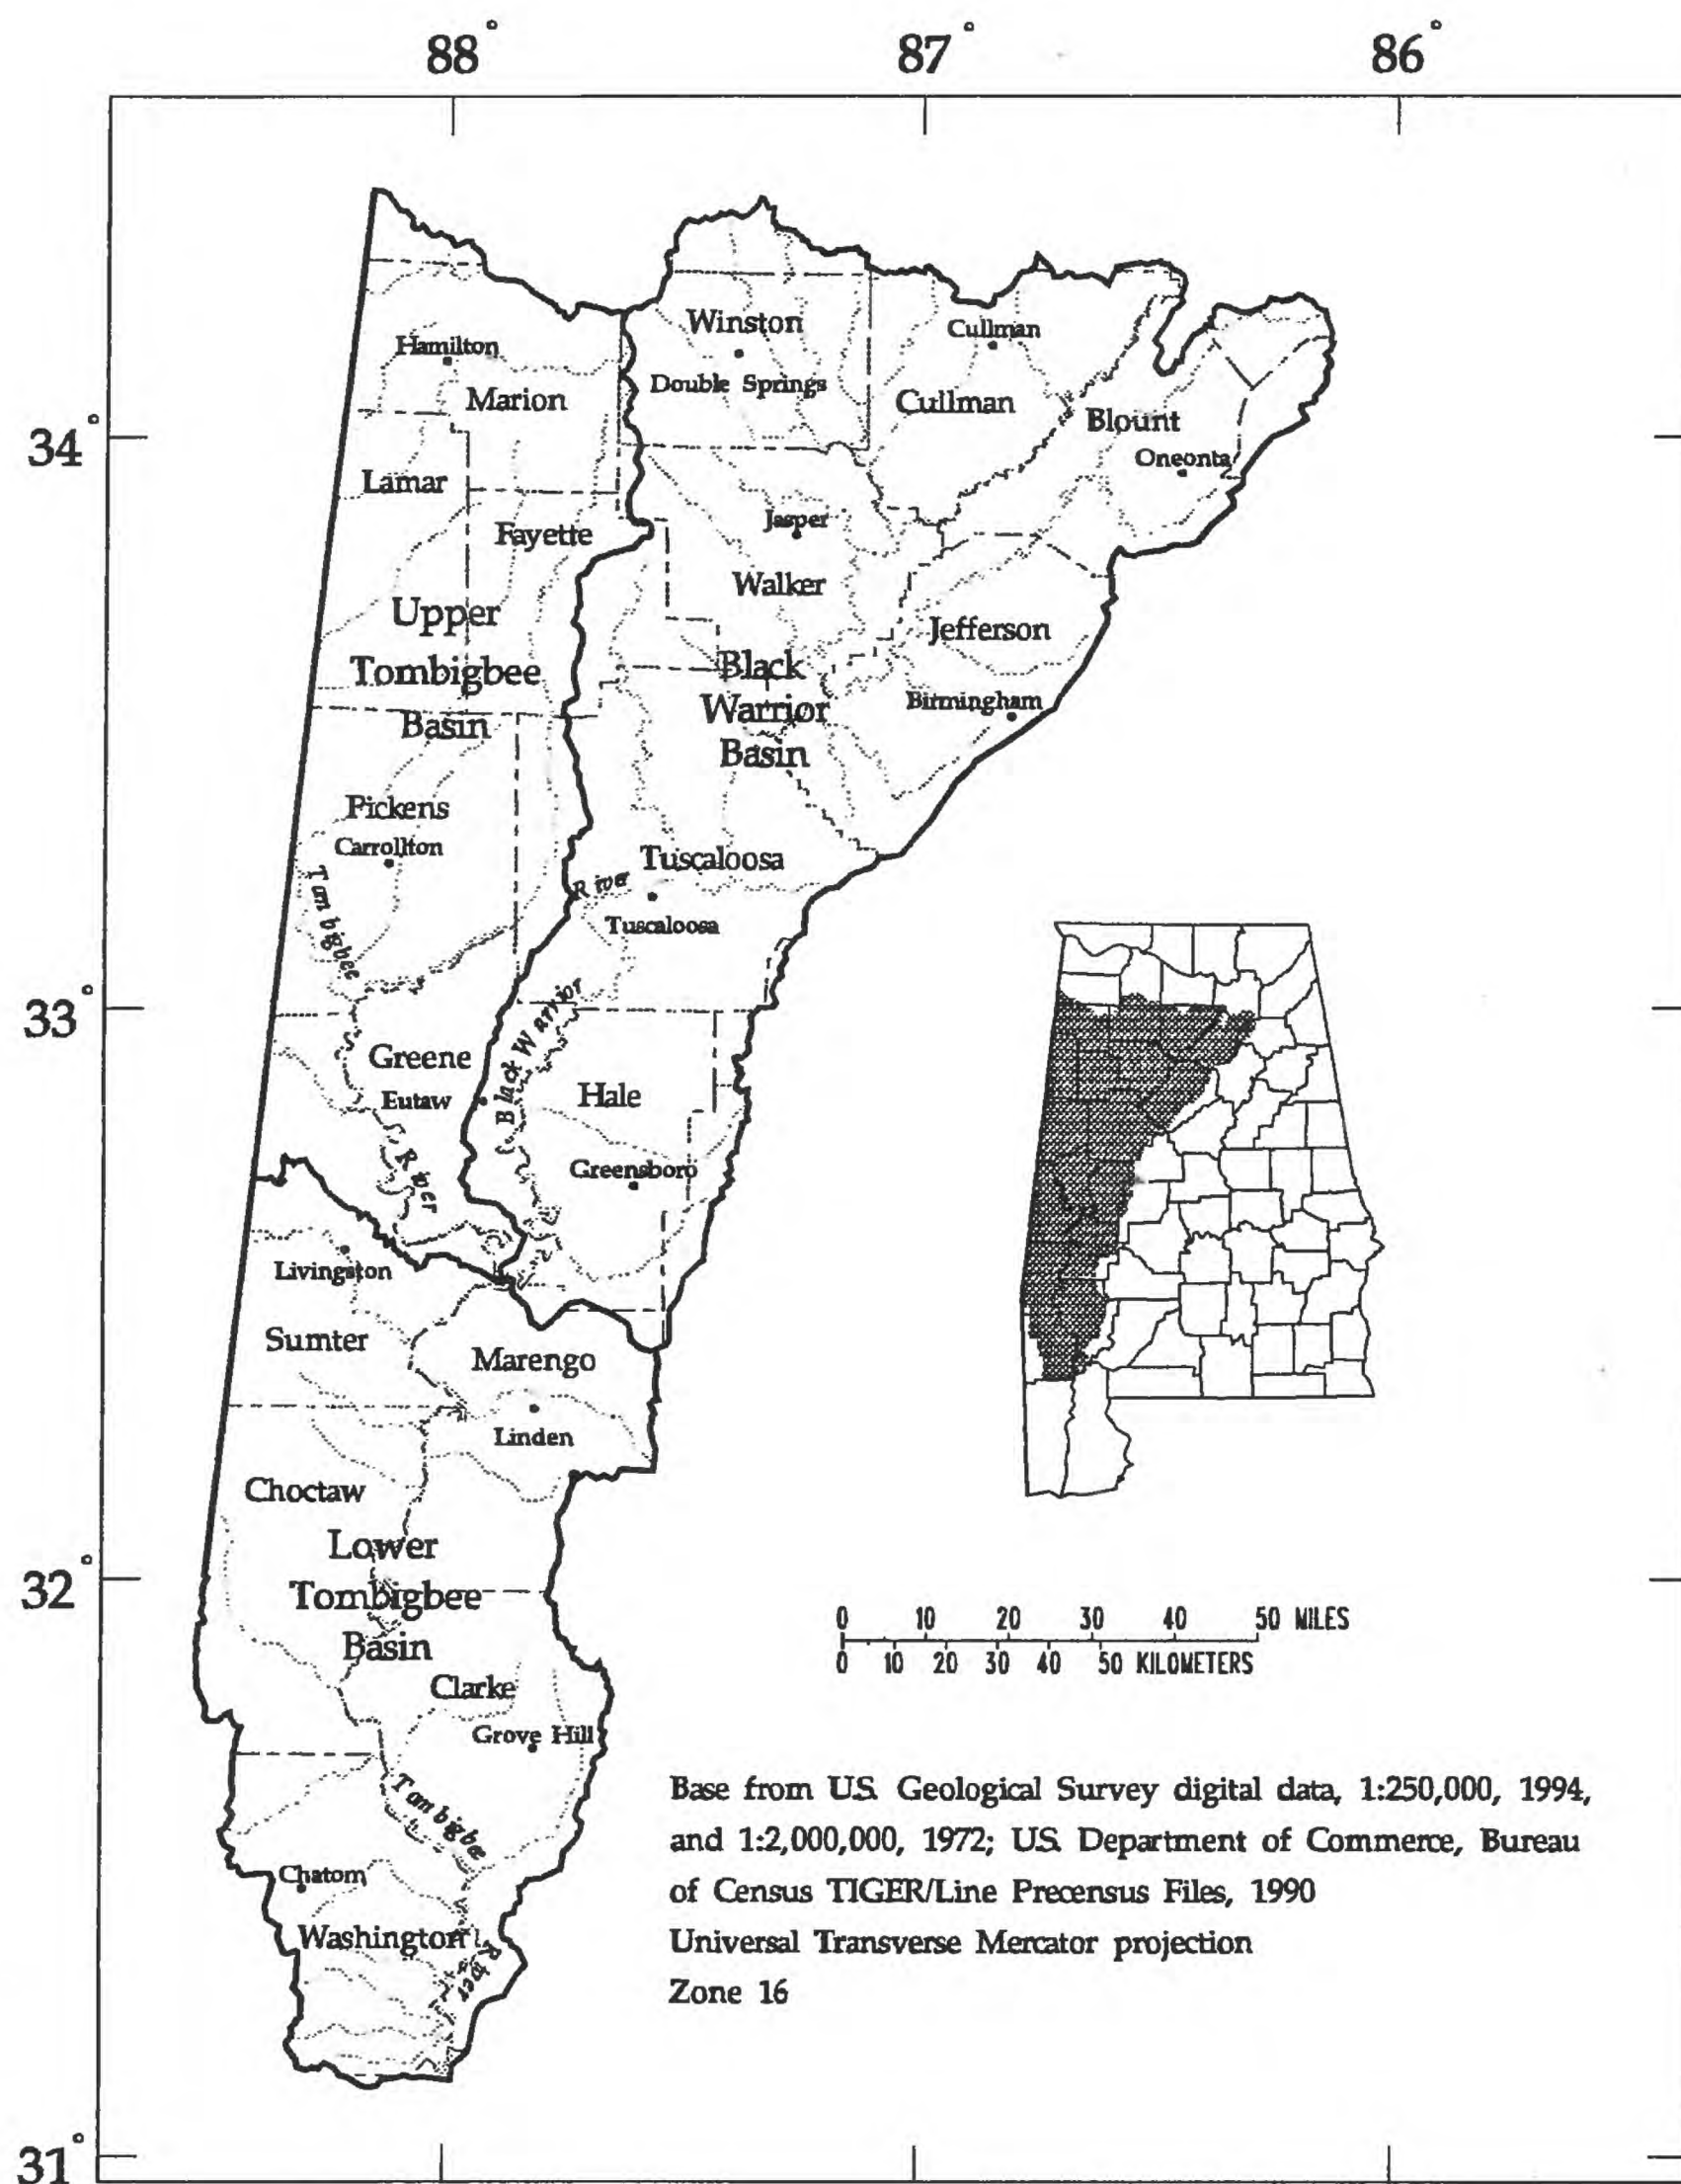 88°
87°
86°
34°
33°
32°
31°
Winston
Double Springs
Cullman
Cullman
Hamilton
Marion
Blount
Oneonta
Lamar
Fayette
Jasper
Walker
Jefferson
Birmingham
Upper
Tombigbee
Basin
Black
Warrior
Basin
Pickens
Carrollton
Tuscaloosa
Tuscaloosa
River
Tombigbee
River
Black Warrior
Greene
Eutaw
Hale
Greensboro
Livingston
Sumter
Marengo
Linden
Choctaw
Lower
Tombigbee
Basin
Clarke
Grove Hill
Tombigbe
River
Chatom
Washington
0 10 20 30 40 50 MILES
0 10 20 30 40 50 KILOMETERS
Base from U.S. Geological Survey digital data, 1:250,000, 1994,
and 1:2,000,000, 1972; U.S. Department of Commerce, Bureau
of Census TIGER/Line Precensus Files, 1990
Universal Transverse Mercator projection
Zone 16